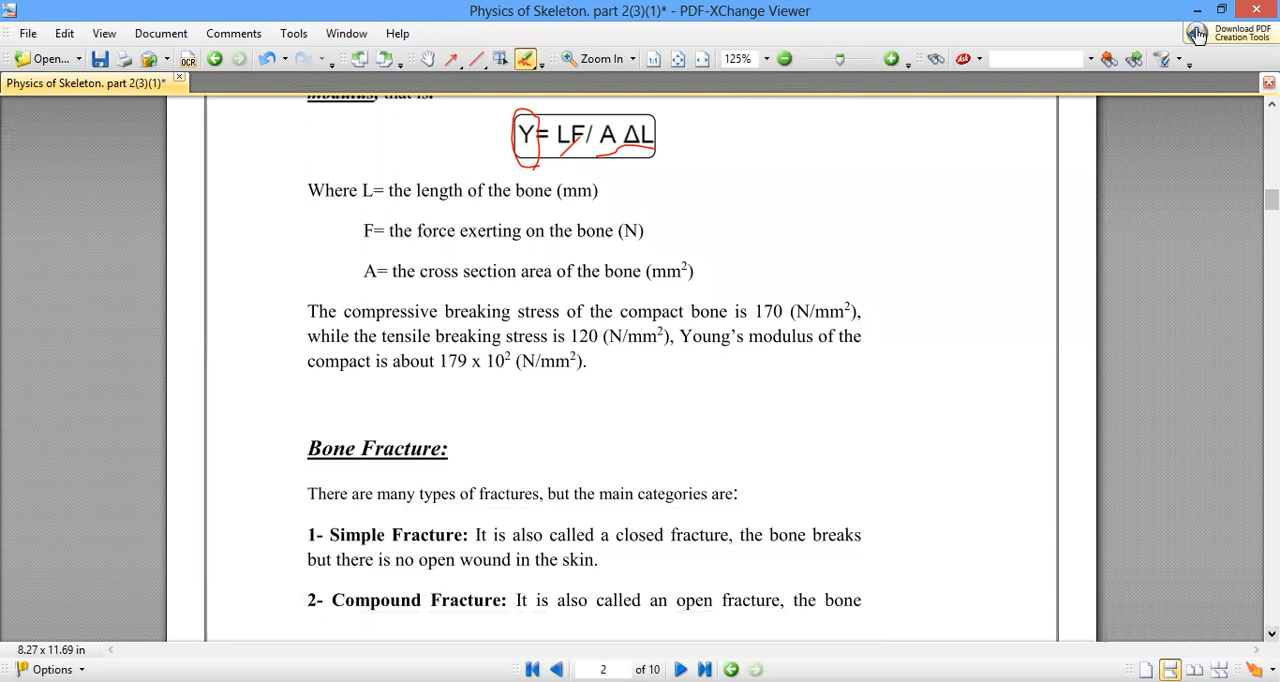 Physics of Skeleton. part 2(3)(1)* - PDF-XChange Viewer
File Edit View Document Comments Tools Window Help
Download PDF
Creation Tools
Open... OCR Zoom In 125%
Physics of Skeleton. part 2(3)(1)*
modulus, that is:
Y= LF/ A ΔL
Where L= the length of the bone (mm)
F= the force exerting on the bone (N)
A= the cross section area of the bone (mm²)
The compressive breaking stress of the compact bone is 170 (N/mm²),
while the tensile breaking stress is 120 (N/mm²), Young’s modulus of the
compact is about 179 x 10² (N/mm²).
Bone Fracture:
There are many types of fractures, but the main categories are:
1- Simple Fracture: It is also called a closed fracture, the bone breaks
but there is no open wound in the skin.
2- Compound Fracture: It is also called an open fracture, the bone
8.27 x 11.69 in
Options 2 of 10